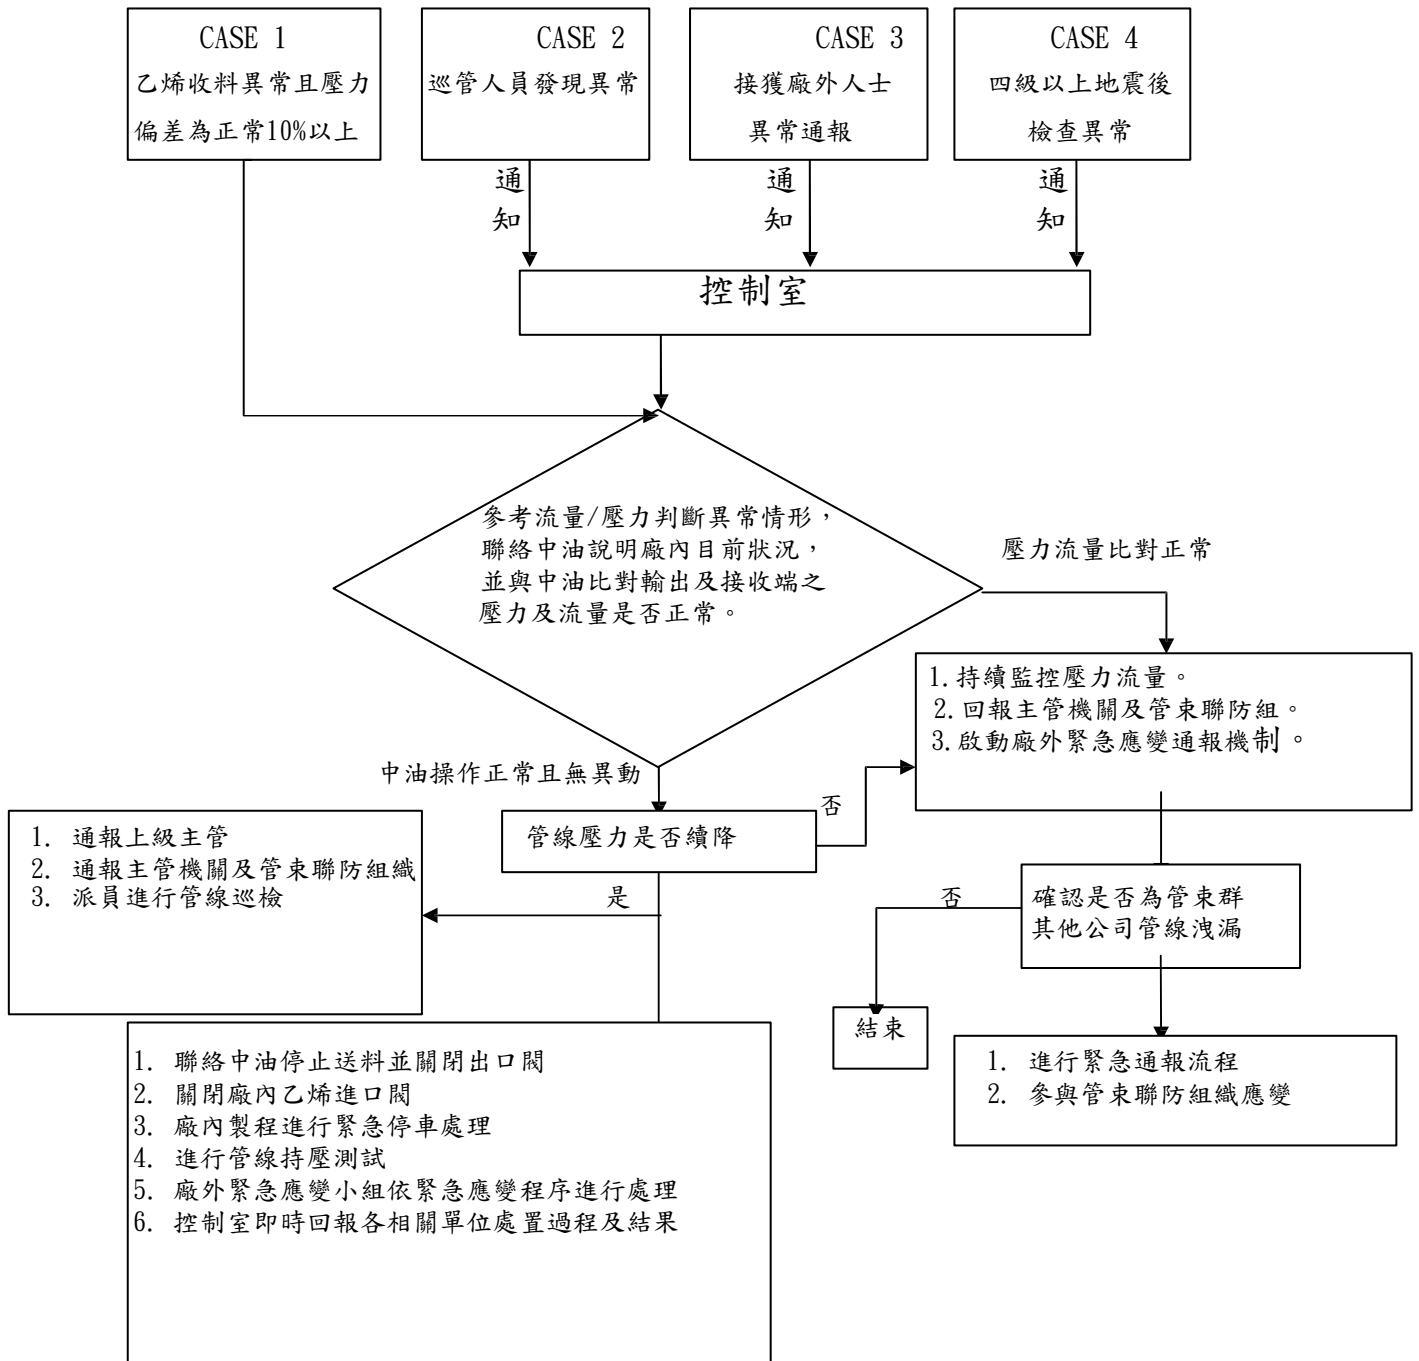 CASE 1
乙烯收料異常且壓力
偏差為正常10%以上
CASE 2
巡管人員發現異常
CASE 3
接獲廠外人士
異常通報
CASE 4
四級以上地震後
檢查異常
通
知
通
知
通
知
控制室
參考流量/壓力判斷異常情形，
聯絡中油說明廠內目前狀況，
並與中油比對輸出及接收端之
壓力及流量是否正常。
壓力流量比對正常
1.持續監控壓力流量。
2.回報主管機關及管束聯防組。
3.啟動廠外緊急應變通報機制。
中油操作正常且無異動
管線壓力是否續降
否
1. 通報上級主管
2. 通報主管機關及管束聯防組織
3. 派員進行管線巡檢
是
否
確認是否為管束群
其他公司管線洩漏
結束
1. 聯絡中油停止送料並關閉出口閥
2. 關閉廠內乙烯進口閥
3. 廠內製程進行緊急停車處理
4. 進行管線持壓測試
5. 廠外緊急應變小組依緊急應變程序進行處理
6. 控制室即時回報各相關單位處置過程及結果
1. 進行緊急通報流程
2. 參與管束聯防組織應變